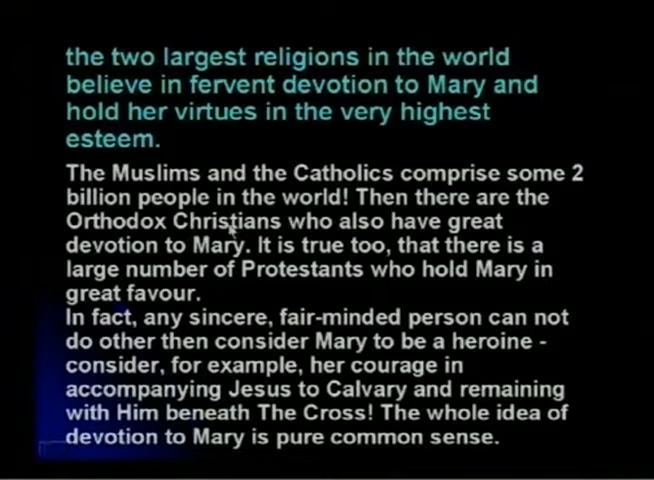 the two largest religions in the world
believe in fervent devotion to Mary and
hold her virtues in the very highest
esteem.
The Muslims and the Catholics comprise some 2
billion people in the world! Then there are the
Orthodox Christians who also have great
devotion to Mary. It is true too, that there is a
large number of Protestants who hold Mary in
great favour.
In fact, any sincere, fair-minded person can not
do other then consider Mary to be a heroine -
consider, for example, her courage in
accompanying Jesus to Calvary and remaining
with Him beneath The Cross! The whole idea of
devotion to Mary is pure common sense.